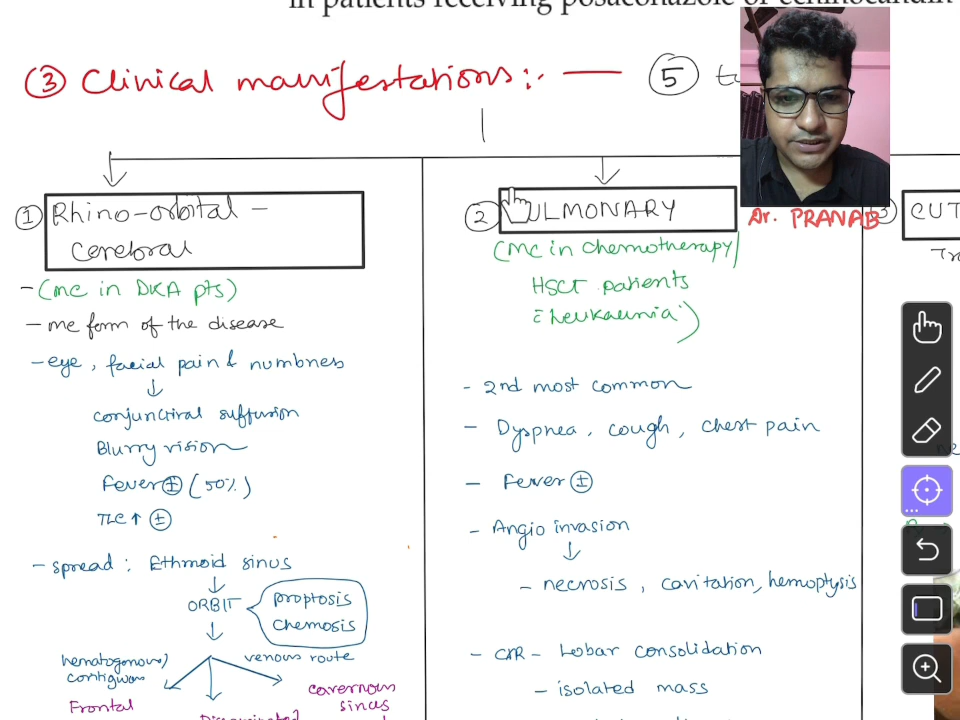 in patients receiving posaconazole or echinocandin
③ Clinical manifestations:- — ⑤
① Rhino-orbital -
Cerebral
- (mc in DKA pts)
- mc form of the disease
- eye, facial pain & numbness
↓
conjunctival suffusion
Blurry vision
Fever ± (50%)
TLC ↑ ±
- spread : Ethmoid sinus
↓
ORBIT < proptosis
chemosis
↓
hematogonous/
contiguous
venous route
Frontal
Disseminated
cavernous
sinus
② PULMONARY
(mc in chemotherapy/
HSCT patients
c̄ Leukaemia)
- 2nd most common
- Dyspnea, cough, chest pain
- Fever ±
- Angio invasion
↓
- necrosis, cavitation, hemoptysis
- CXR - Lobar consolidation
- isolated mass
Dr. PRANAB
③ CUT